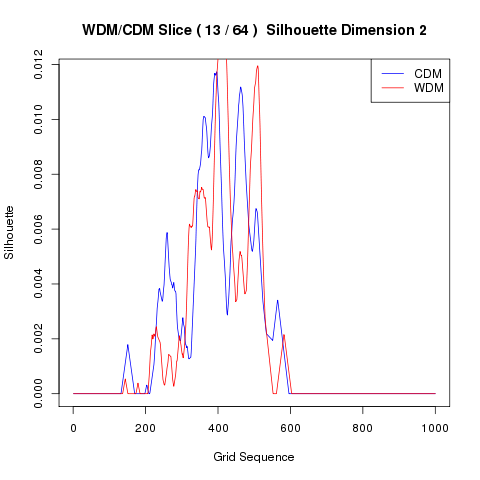 WDM/CDM Slice ( 13 / 64 )  Silhouette Dimension 2
CDM
WDM
Silhouette
0.012
0.010
0.008
0.006
0.004
0.002
0.000
0 200 400 600 800 1000
Grid Sequence